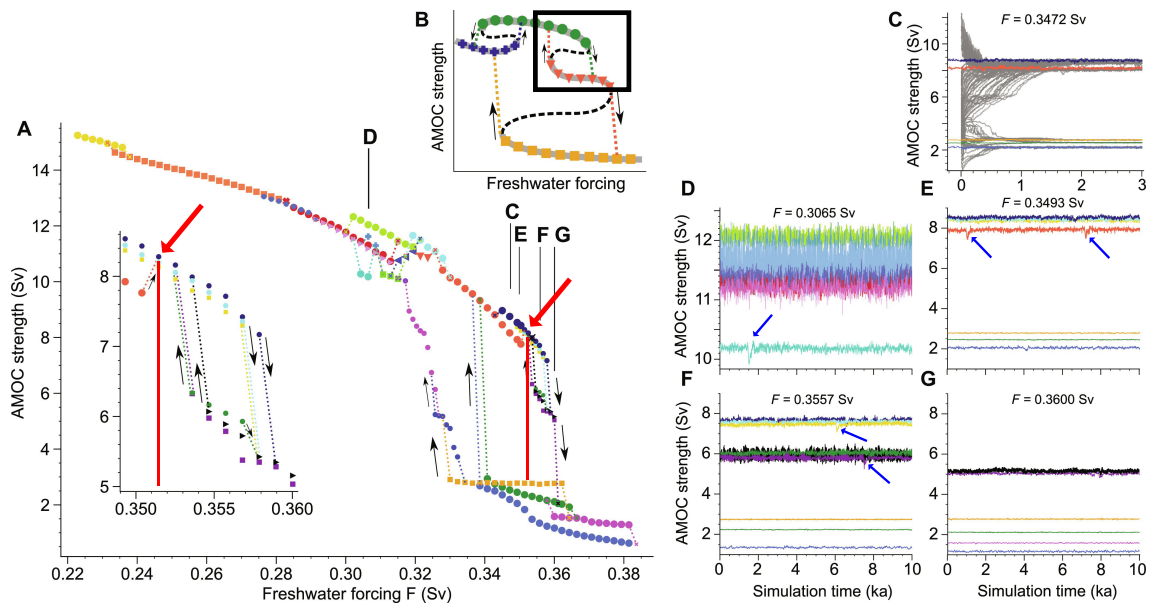 B
AMOC strength
Freshwater forcing
C
F = 0.3472 Sv
AMOC strength (Sv)
10
6
2
0 1 2 3
A
D
C
E
F
G
AMOC strength (Sv)
14
12
10
8
6
4
2
0.22 0.24 0.26 0.28 0.30 0.32 0.34 0.36 0.38
Freshwater forcing F (Sv)
8
7
6
5
0.350 0.355 0.360
D
F = 0.3065 Sv
AMOC strength (Sv)
12
11
10
E
F = 0.3493 Sv
8
6
4
2
0 2 4 6 8 10
F
F = 0.3557 Sv
AMOC strength (Sv)
8
6
4
2
0 2 4 6 8 10
Simulation time (ka)
G
F = 0.3600 Sv
0 2 4 6 8 10
Simulation time (ka)